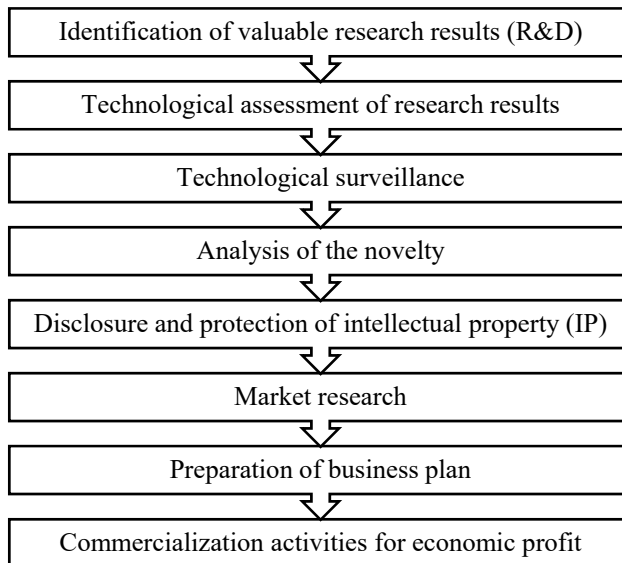 Identification of valuable research results (R&D)
Technological assessment of research results
Technological surveillance
Analysis of the novelty
Disclosure and protection of intellectual property (IP)
Market research
Preparation of business plan
Commercialization activities for economic profit